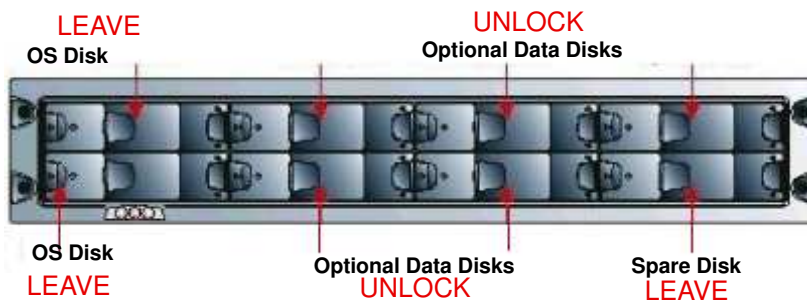 LEAVE
OS Disk
UNLOCK
Optional Data Disks
OS Disk
LEAVE
Optional Data Disks
UNLOCK
Spare Disk
LEAVE